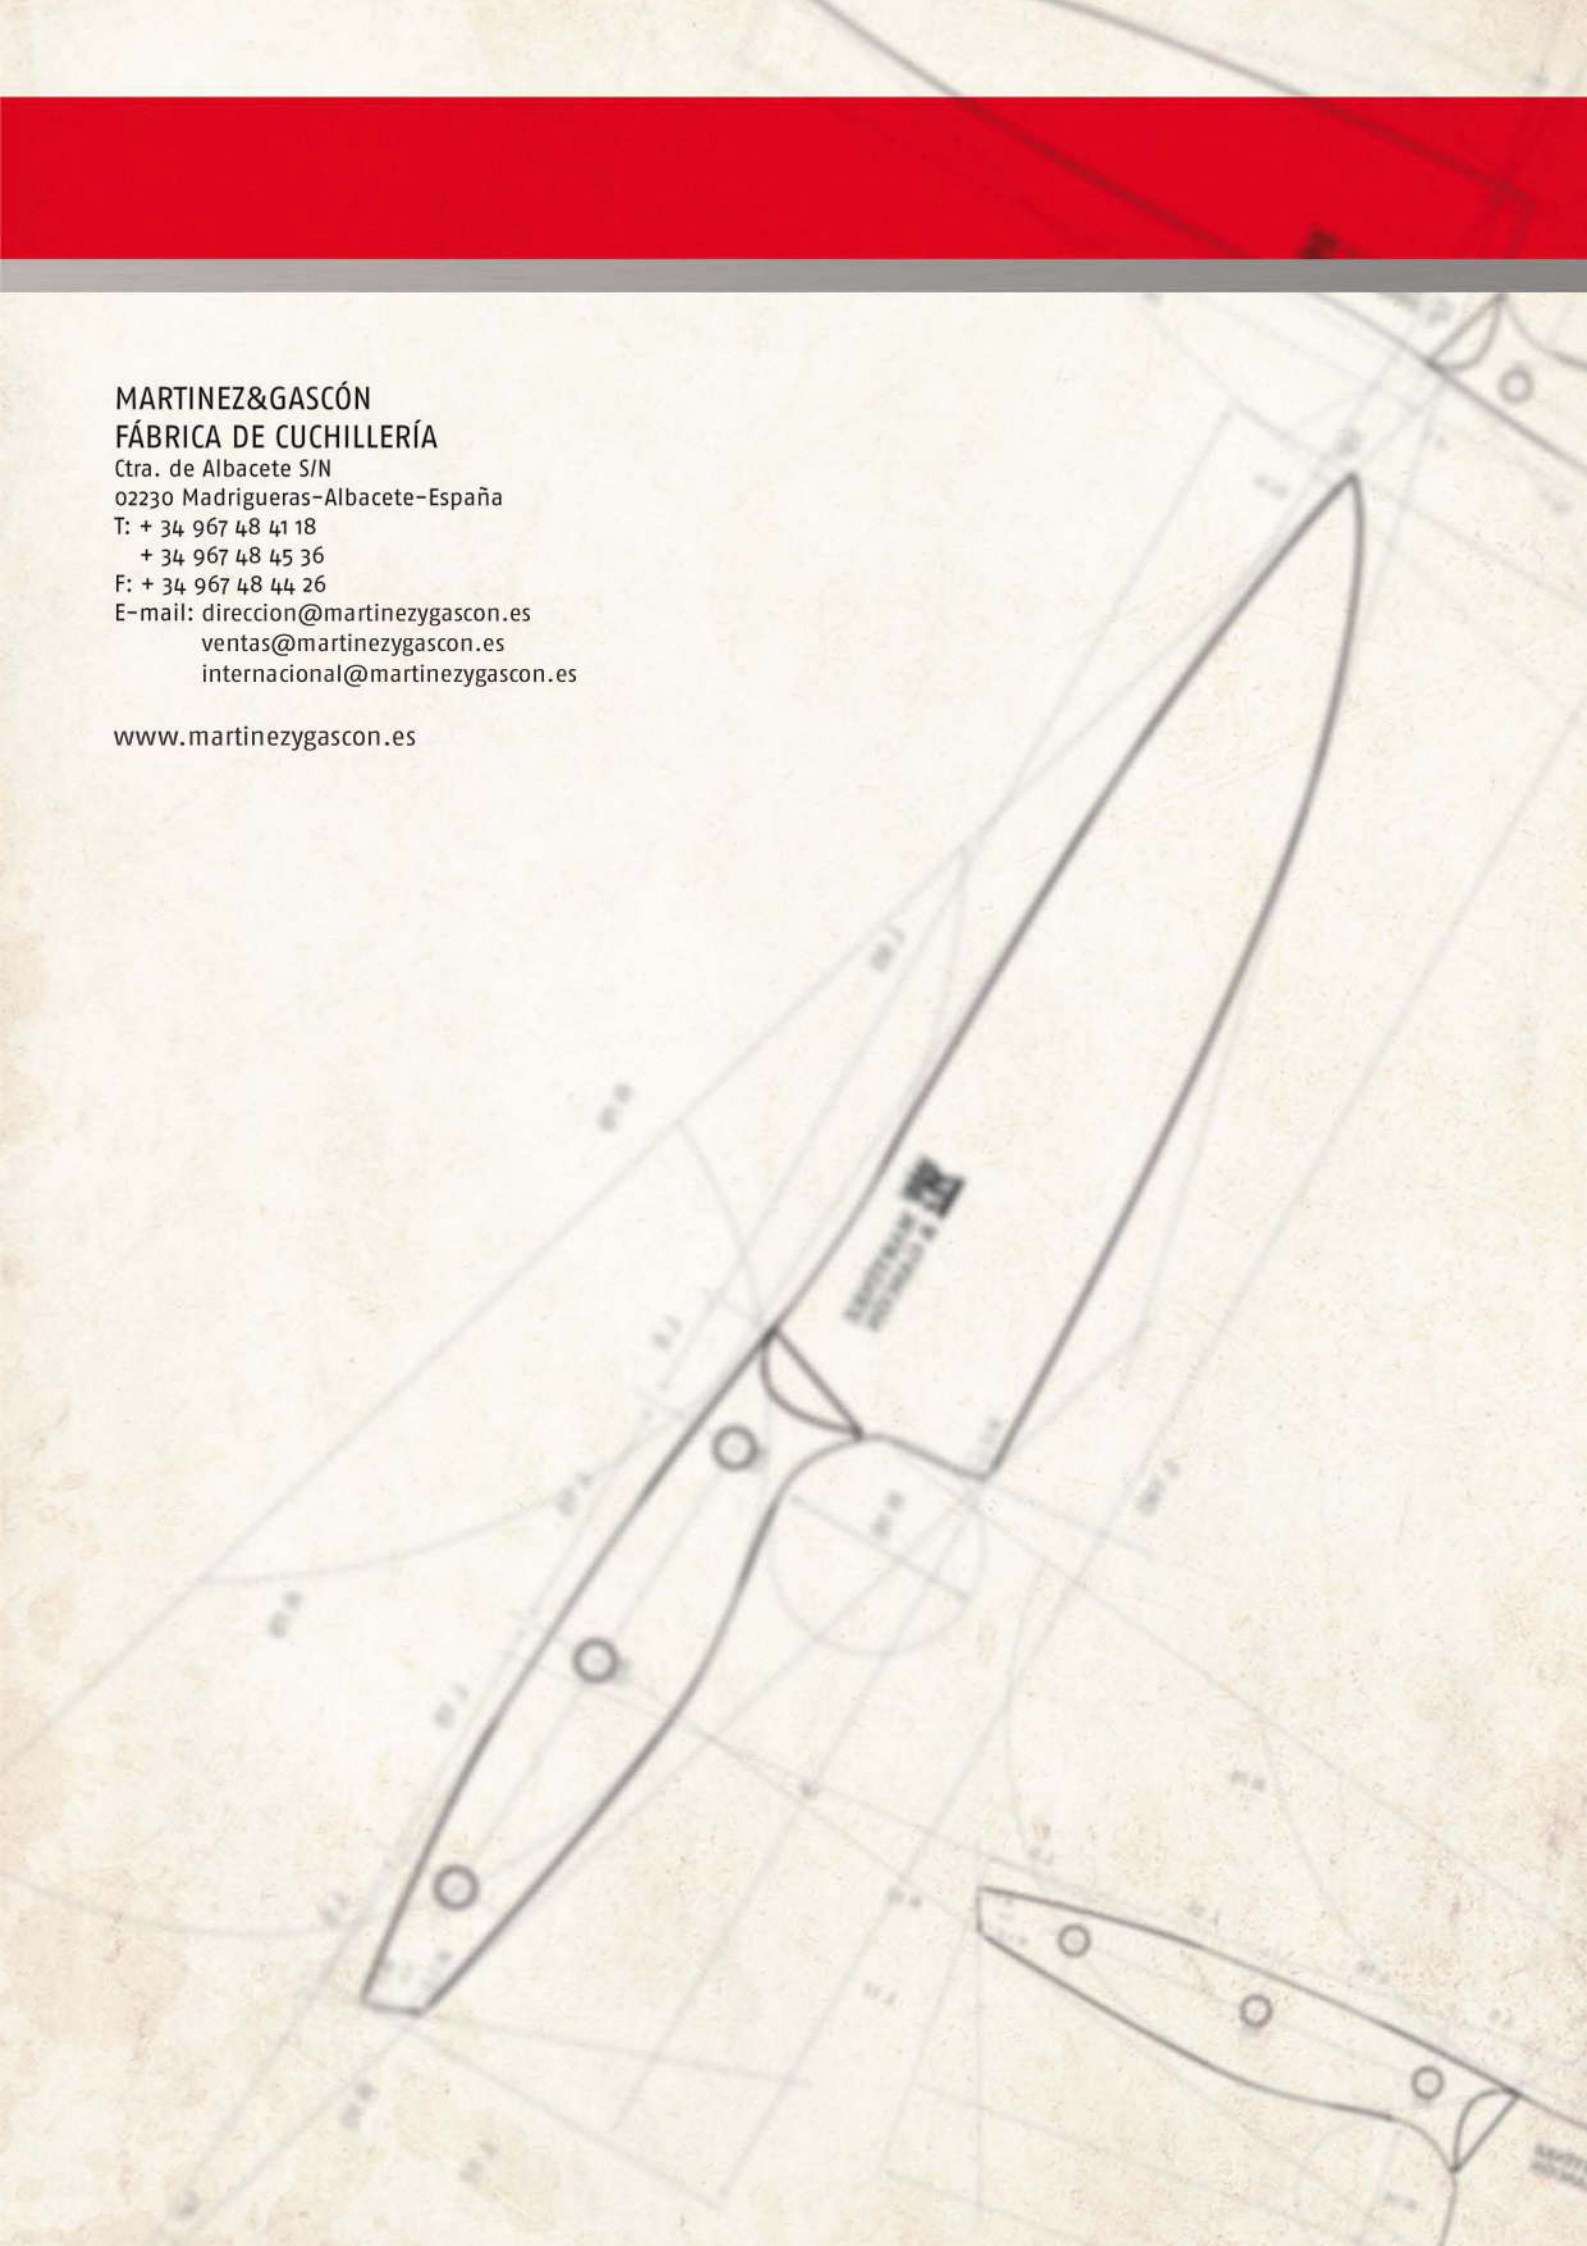 MARTINEZ&GASCÓN
FÁBRICA DE CUCHILLERÍA
Ctra. de Albacete S/N
02230 Madrigueras-Albacete-España
T: + 34 967 48 41 18
+ 34 967 48 45 36
F: + 34 967 48 44 26
E-mail: direccion@martinezygascon.es
ventas@martinezygascon.es
internacional@martinezygascon.es
www.martinezygascon.es